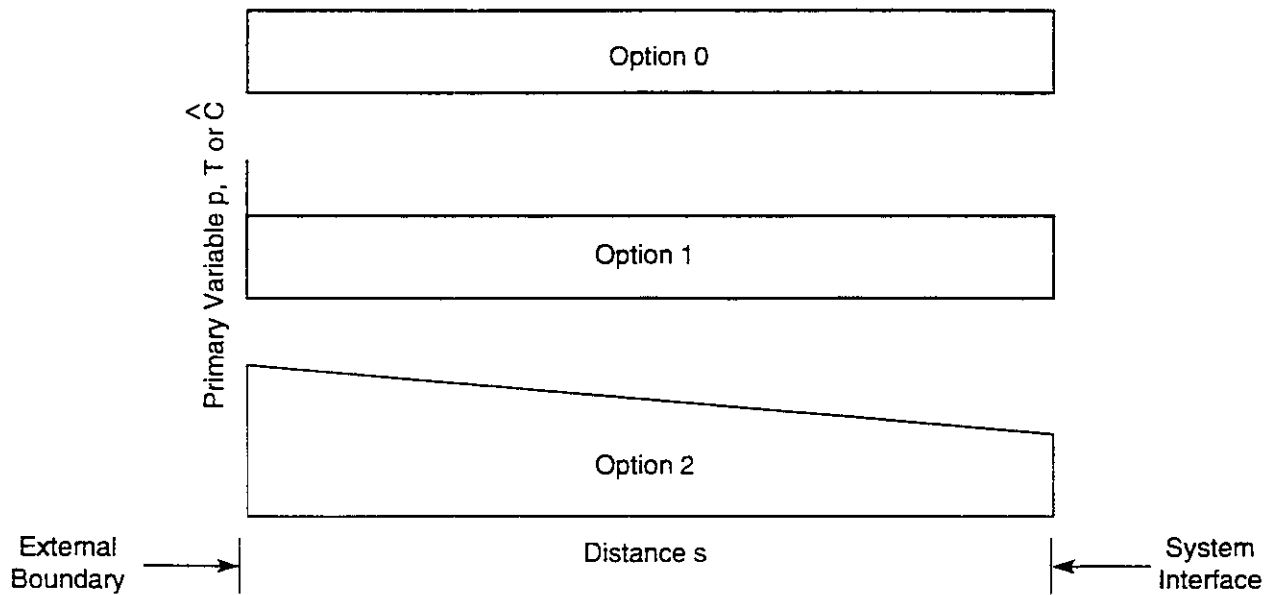 Option 0
Primary Variable p, T or Ĉ
Option 1
Option 2
External
Boundary
Distance s
System
Interface